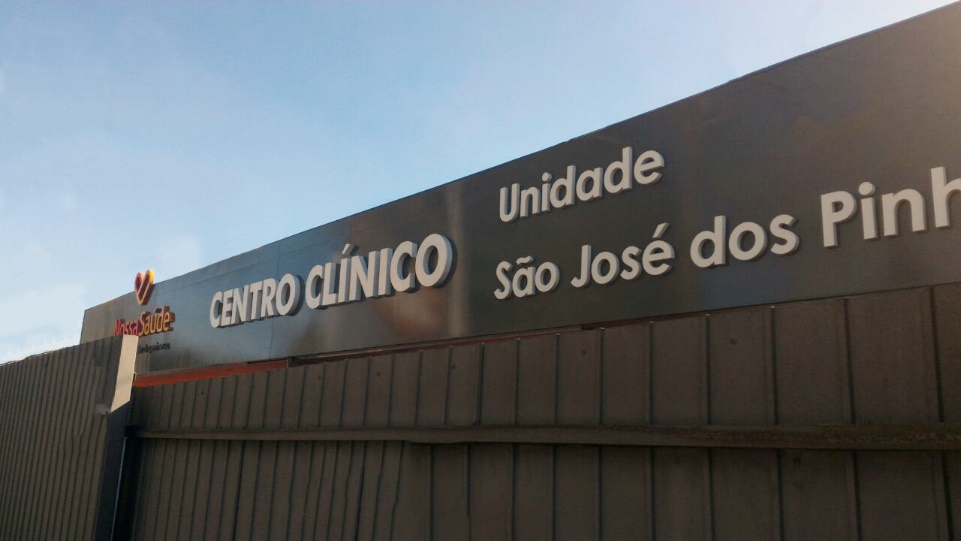 NossaSaúde
CENTRO CLÍNICO
Unidade
São José dos Pinh